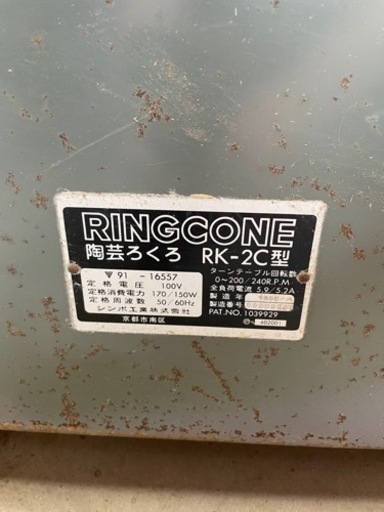 RINGCONE
陶芸ろくろ RK-2C型
91-16557
定格電圧 100V
定格消費電力 170/150W
定格周波数 50/60Hz
シンポ工業株式会社
京都市南区
ターンテーブル回転数
0~200/240R.P.M
全負荷電流 5.9/5.2A
製造年
製造番号
PAT.NO.1039929